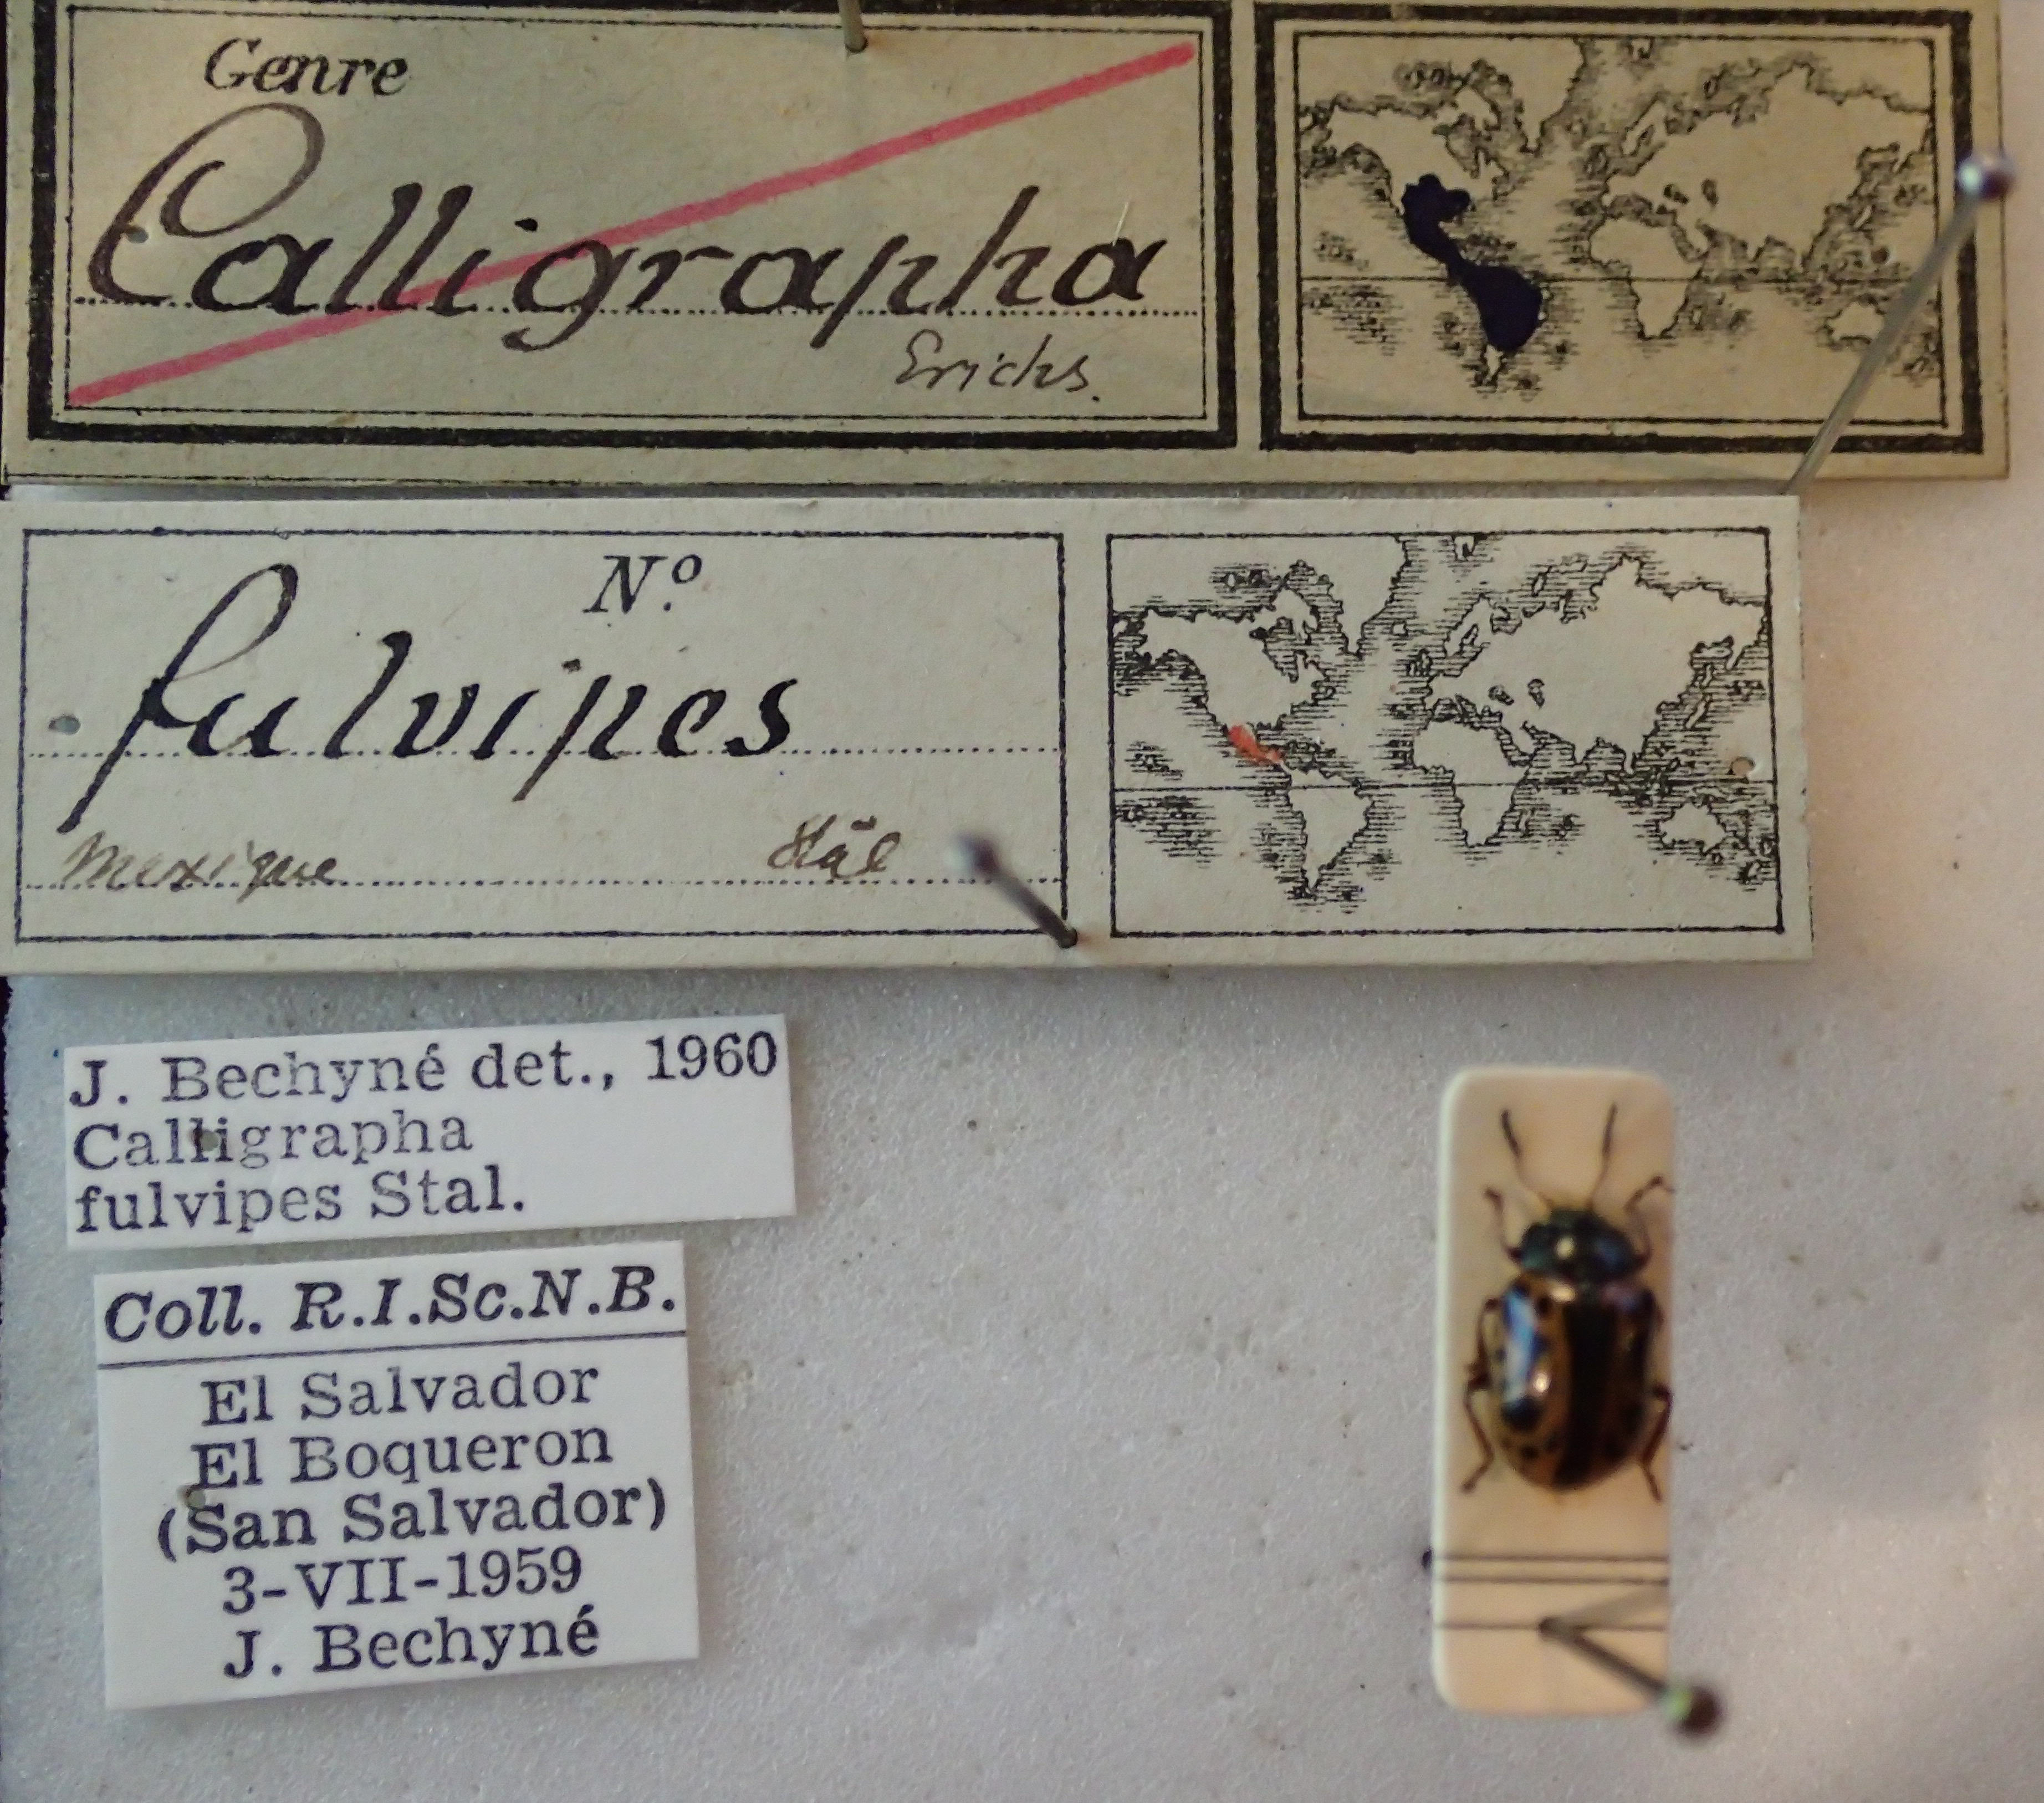 Genre
Calligrapha
Erichs.
Nº
fulvipes
Mexique Stål
J. Bechyné det., 1960
Calligrapha
fulvipes Stal.
Coll. R.I.Sc.N.B.
El Salvador
El Boqueron
(San Salvador)
3-VII-1959
J. Bechyné